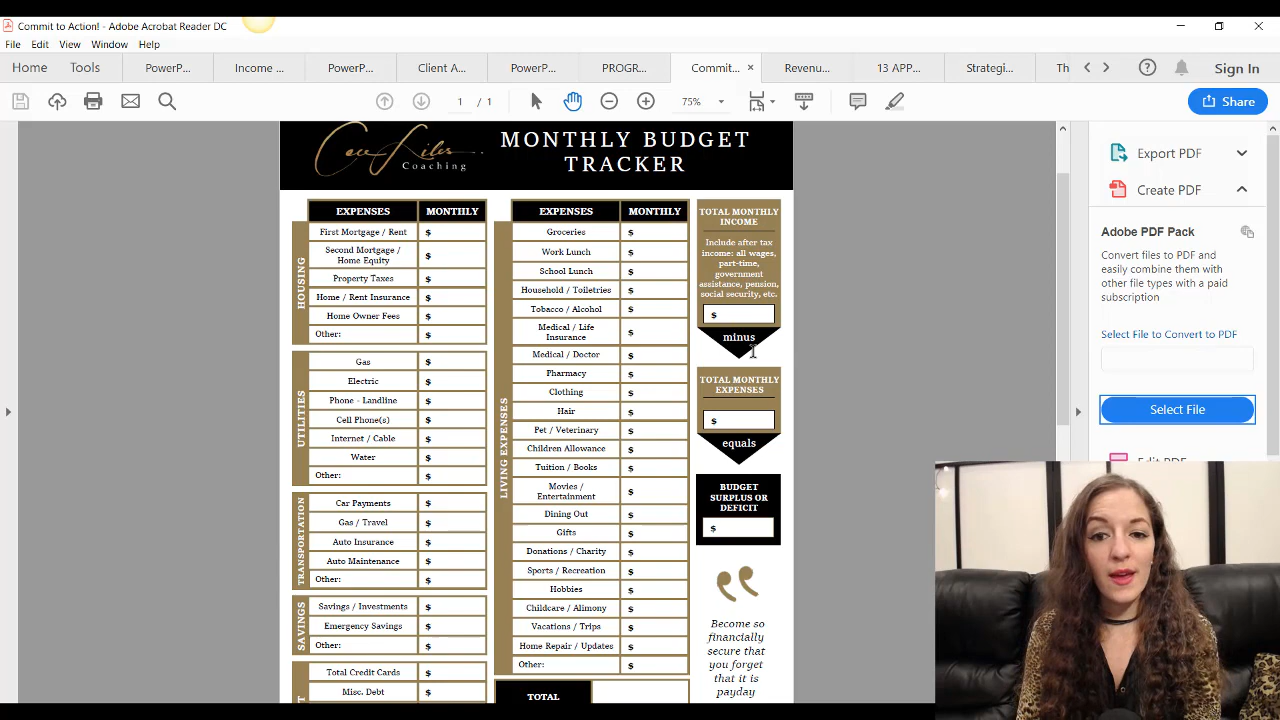 Commit to Action! - Adobe Acrobat Reader DC
File Edit View Window Help
Home Tools PowerP... Income ... PowerP... Client A... PowerP... PROGR... Commit... × Revenu... 13 APP... Strategi... Th Sign In
1 / 1 75% Share
Coaching
MONTHLY BUDGET
TRACKER
EXPENSES MONTHLY
HOUSING
First Mortgage / Rent $
Second Mortgage /
Home Equity $
Property Taxes $
Home / Rent Insurance $
Home Owner Fees $
Other: $
UTILITIES
Gas $
Electric $
Phone - Landline $
Cell Phone(s) $
Internet / Cable $
Water $
Other: $
TRANSPORTATION
Car Payments $
Gas / Travel $
Auto Insurance $
Auto Maintenance $
Other: $
SAVINGS
Savings / Investments $
Emergency Savings $
Other: $
Total Credit Cards $
Misc. Debt $
EXPENSES MONTHLY
LIVING EXPENSES
Groceries $
Work Lunch $
School Lunch $
Household / Toiletries $
Tobacco / Alcohol $
Medical / Life
Insurance $
Medical / Doctor $
Pharmacy $
Clothing $
Hair $
Pet / Veterinary $
Children Allowance $
Tuition / Books $
Movies /
Entertainment $
Dining Out $
Gifts $
Donations / Charity $
Sports / Recreation $
Hobbies $
Childcare / Alimony $
Vacations / Trips $
Home Repair / Updates $
Other: $
TOTAL
TOTAL MONTHLY
INCOME
Include after tax
income: all wages,
part-time,
government
assistance, pension,
social security, etc.
$
minus
TOTAL MONTHLY
EXPENSES
$
equals
BUDGET
SURPLUS OR
DEFICIT
$
Become so
financially
secure that
you forget
that it is
payday
Export PDF
Create PDF
Adobe PDF Pack
Convert files to PDF and
easily combine them with
other file types with a paid
subscription
Select File to Convert to PDF
Select File